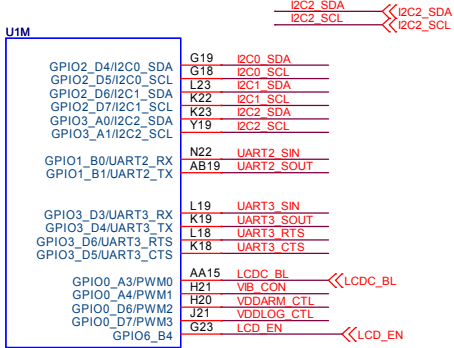 I2C2_SDA I2C2_SDA
I2C2_SCL I2C2_SCL
U1M
GPIO2_D4/I2C0_SDA G19 I2C0_SDA
GPIO2_D5/I2C0_SCL G18 I2C0_SCL
GPIO2_D6/I2C1_SDA L23 I2C1_SDA
GPIO2_D7/I2C1_SCL K22 I2C1_SCL
GPIO3_A0/I2C2_SDA K23 I2C2_SDA
GPIO3_A1/I2C2_SCL Y19 I2C2_SCL
GPIO1_B0/UART2_RX N22 UART2_SIN
GPIO1_B1/UART2_TX AB19 UART2_SOUT
GPIO3_D3/UART3_RX L19 UART3_SIN
GPIO3_D4/UART3_TX K19 UART3_SOUT
GPIO3_D6/UART3_RTS L18 UART3_RTS
GPIO3_D5/UART3_CTS K18 UART3_CTS
GPIO0_A3/PWM0 AA15 LCDC_BL LCDC_BL
GPIO0_A4/PWM1 H21 VIB_CON
GPIO0_D6/PWM2 H20 VDDARM_CTL
GPIO0_D7/PWM3 J21 VDDLOG_CTL
GPIO6_B4 G23 LCD_EN LCD_EN